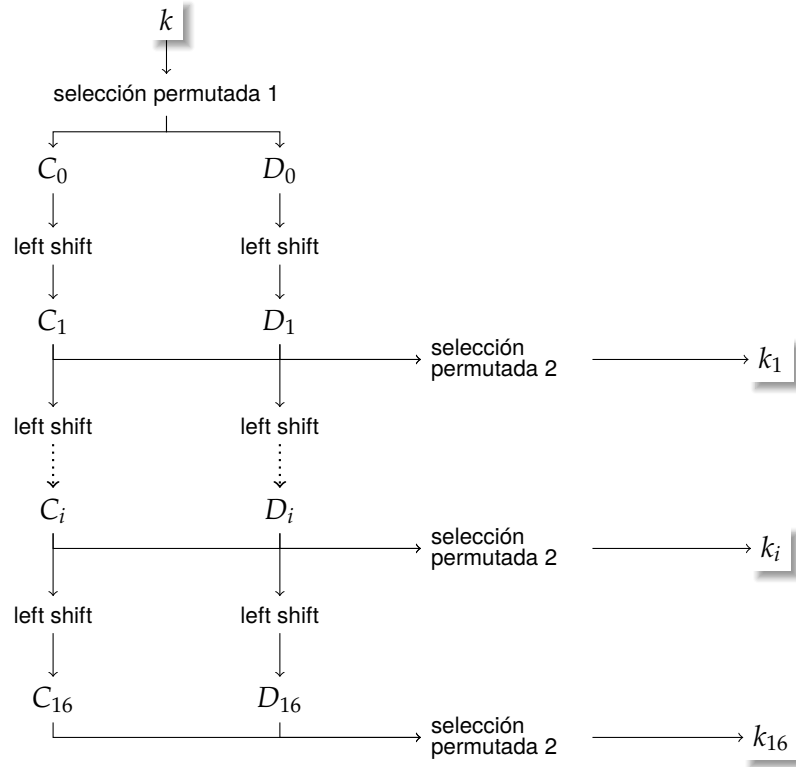 k
selección permutada 1
C₀ D₀
left shift left shift
C₁ D₁
selección
permutada 2
k₁
left shift left shift
Cᵢ Dᵢ
selección
permutada 2
kᵢ
left shift left shift
C₁₆ D₁₆
selección
permutada 2
k₁₆